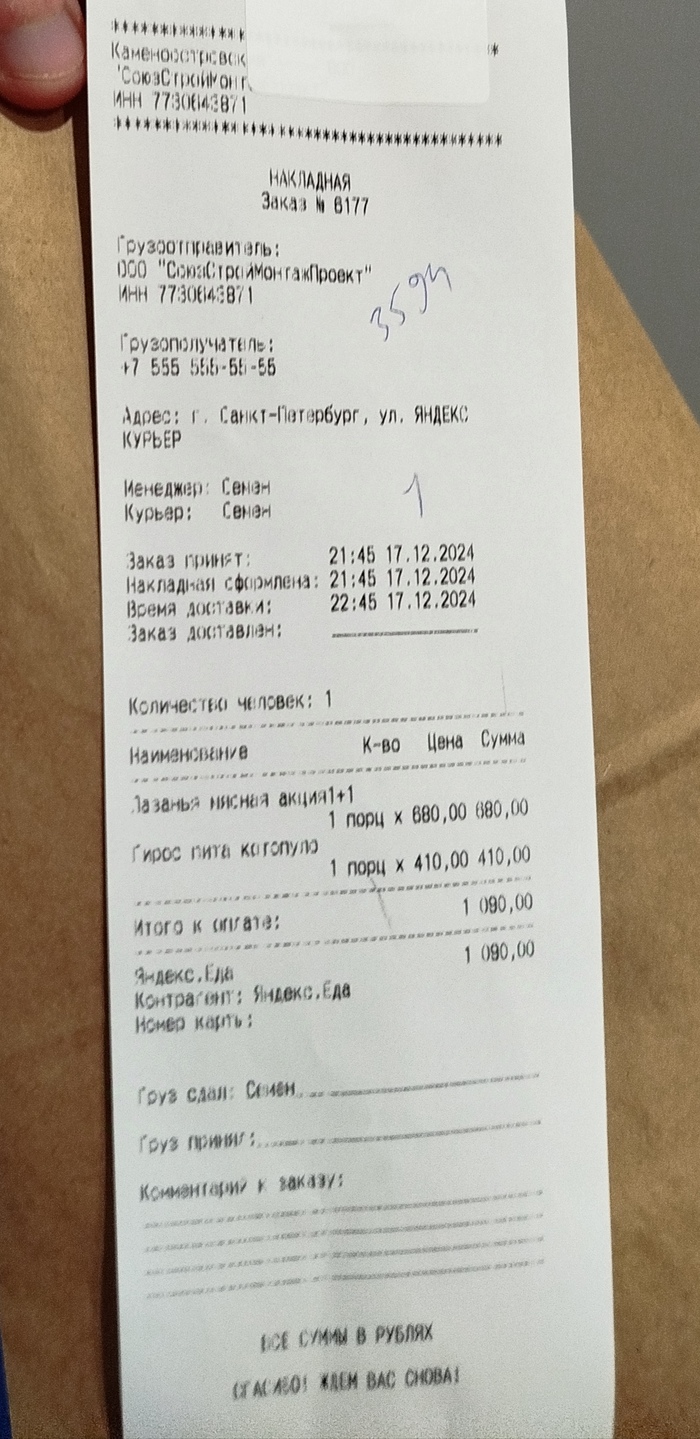 ************
Каменоостровск
"СоюзСтройМонт
ИНН 7730643871
****************************************
НАКЛАДНАЯ
Заказ № 6177
Грузоотправитель:
ООО "СоюзСтройМонтажПроект"
ИНН 7730643871
3594
Грузополучатель:
+7 555 555-55-55
Адрес: г. Санкт-Петербург, ул. ЯНДЕКС
КУРЬЕР
Менеджер: Семен
1
Курьер: Семен
Заказ принят: 21:45 17.12.2024
Накладная оформлена: 21:45 17.12.2024
Время доставки: 22:45 17.12.2024
Заказ доставлен:
Количество человек: 1
Наименование К-во Цена Сумма
Лазанья мясная акция1+1
1 порц x 680,00 680,00
Гирос пита котопуло
1 порц x 410,00 410,00
Итого к оплате: 1 090,00
Яндекс.Еда 1 090,00
Контрагент: Яндекс.Еда
Номер карты:
Груз сдал: Семен
Груз принял:
Комментарий к заказу:
ВСЕ СУММЫ В РУБЛЯХ
СПАСИБО! ЖДЕМ ВАС СНОВА!